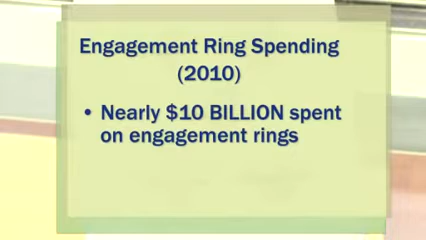 Engagement Ring Spending
(2010)
• Nearly $10 BILLION spent
on engagement rings